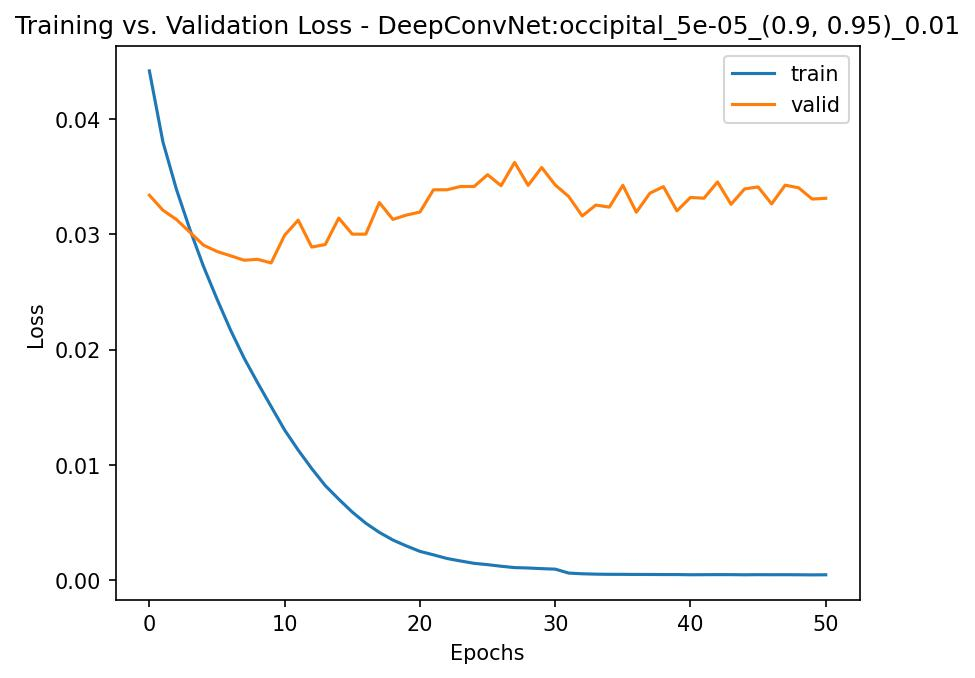 Training vs. Validation Loss - DeepConvNet:occipital_5e-05_(0.9, 0.95)_0.01
train
valid
0.04
0.03
0.02
0.01
0.00
Loss
0 10 20 30 40 50
Epochs